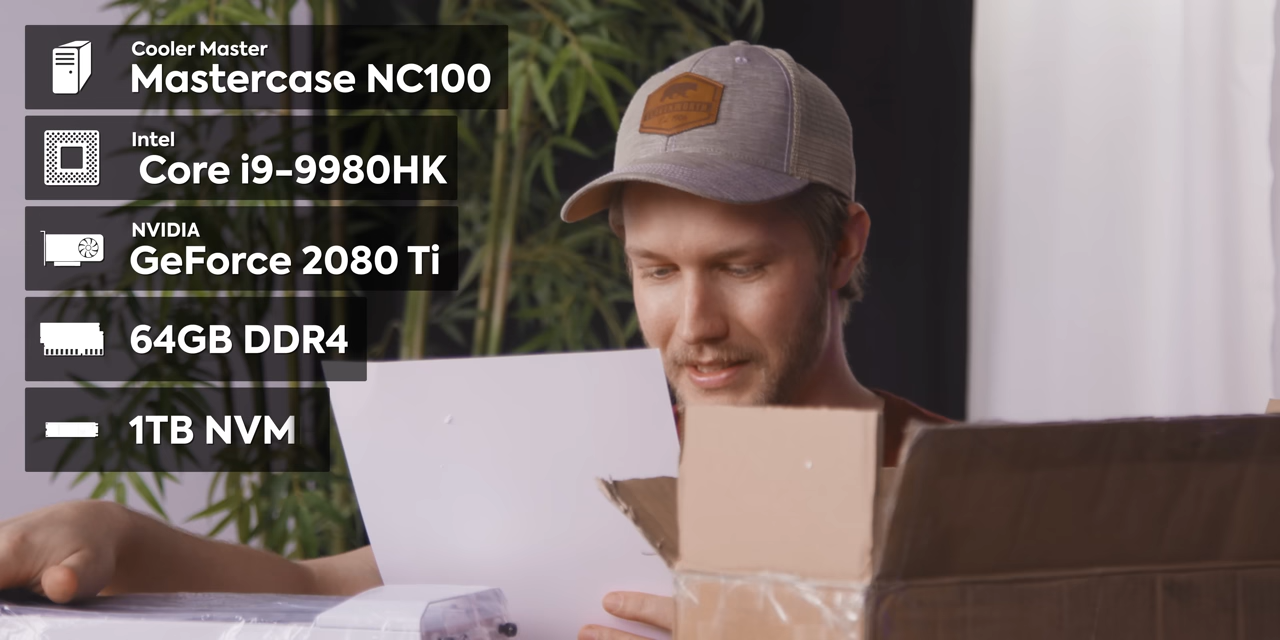 Cooler Master
Mastercase NC100
Intel
Core i9-9980HK
NVIDIA
GeForce 2080 Ti
64GB DDR4
1TB NVM